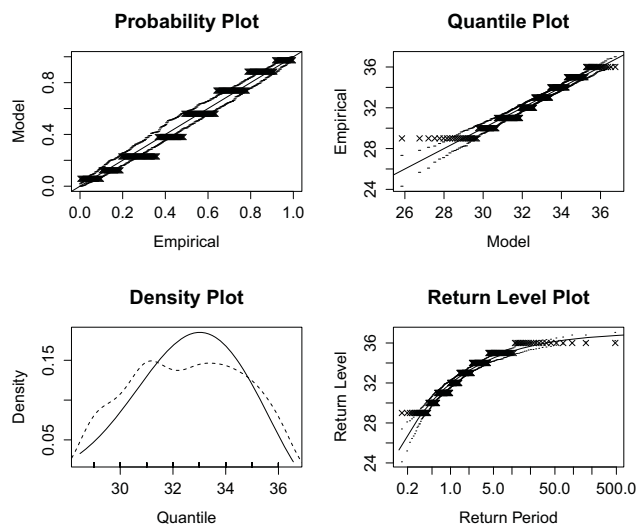 Probability Plot
Model
0.0 0.4 0.8
0.0 0.2 0.4 0.6 0.8 1.0
Empirical
Quantile Plot
Empirical
24 28 32 36
26 28 30 32 34 36
Model
Density Plot
Density
0.05 0.15
30 32 34 36
Quantile
Return Level Plot
Return Level
24 28 32 36
0.2 1.0 5.0 50.0 500.0
Return Period